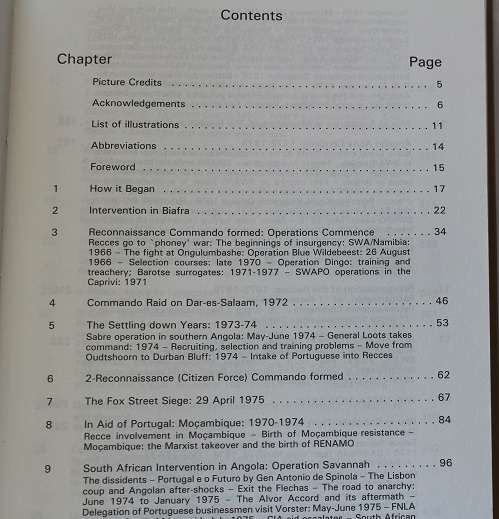 Contents
Chapter Page
Picture Credits . . . . . . . . . . . . . . . . . . . . . . . . . . . . . . . . . . . . . . . 5
Acknowledgements . . . . . . . . . . . . . . . . . . . . . . . . . . . . . . . . . . . . 6
List of illustrations . . . . . . . . . . . . . . . . . . . . . . . . . . . . . . . . . . . . . 11
Abbreviations . . . . . . . . . . . . . . . . . . . . . . . . . . . . . . . . . . . . . . . . 14
Foreword . . . . . . . . . . . . . . . . . . . . . . . . . . . . . . . . . . . . . . . . . . . 15
1 How it Began . . . . . . . . . . . . . . . . . . . . . . . . . . . . . . . . . . . . . . . . 17
2 Intervention in Biafra . . . . . . . . . . . . . . . . . . . . . . . . . . . . . . . . . . . 22
3 Reconnaissance Commando formed: Operations Commence . . . . . . . 34
Recces go to `phoney' war: The beginnings of insurgency: SWA/Namibia:
1966 – The fight at Ongulumbashe: Operation Blue Wildebeest: 26 August
1966 – Selection courses: late 1970 – Operation Dingo: training and
treachery; Barotse surrogates: 1971-1977 – SWAPO operations in the
Caprivi: 1971
4 Commando Raid on Dar-es-Salaam, 1972 . . . . . . . . . . . . . . . . . . . . 46
5 The Settling down Years: 1973-74 . . . . . . . . . . . . . . . . . . . . . . . . . 53
Sabre operation in southern Angola: May-June 1974 – General Loots takes
command: 1974 – Recruiting, selection and training problems – Move from
Oudtshoorn to Durban Bluff: 1974 – Intake of Portuguese into Recces
6 2-Reconnaissance (Citizen Force) Commando formed . . . . . . . . . . . . 62
7 The Fox Street Siege: 29 April 1975 . . . . . . . . . . . . . . . . . . . . . . . . 67
8 In Aid of Portugal: Moçambique: 1970-1974 . . . . . . . . . . . . . . . . . . 84
Recce involvement in Moçambique – Birth of Moçambique resistance –
Moçambique: the Marxist takeover and the birth of RENAMO
9 South African Intervention in Angola: Operation Savannah . . . . . . . . . 96
The dissidents – Portugal e o Futuro by Gen Antonio de Spinola – The Lisbon
coup and Angolan after-shocks – Exit the Flechas – The road to anarchy:
June 1974 to January 1975 – The Alvor Accord and its aftermath –
Delegation of Portuguese businessmen visit Vorster: May-June 1975 – FNLA
1975 – CIA aid escalates – South African